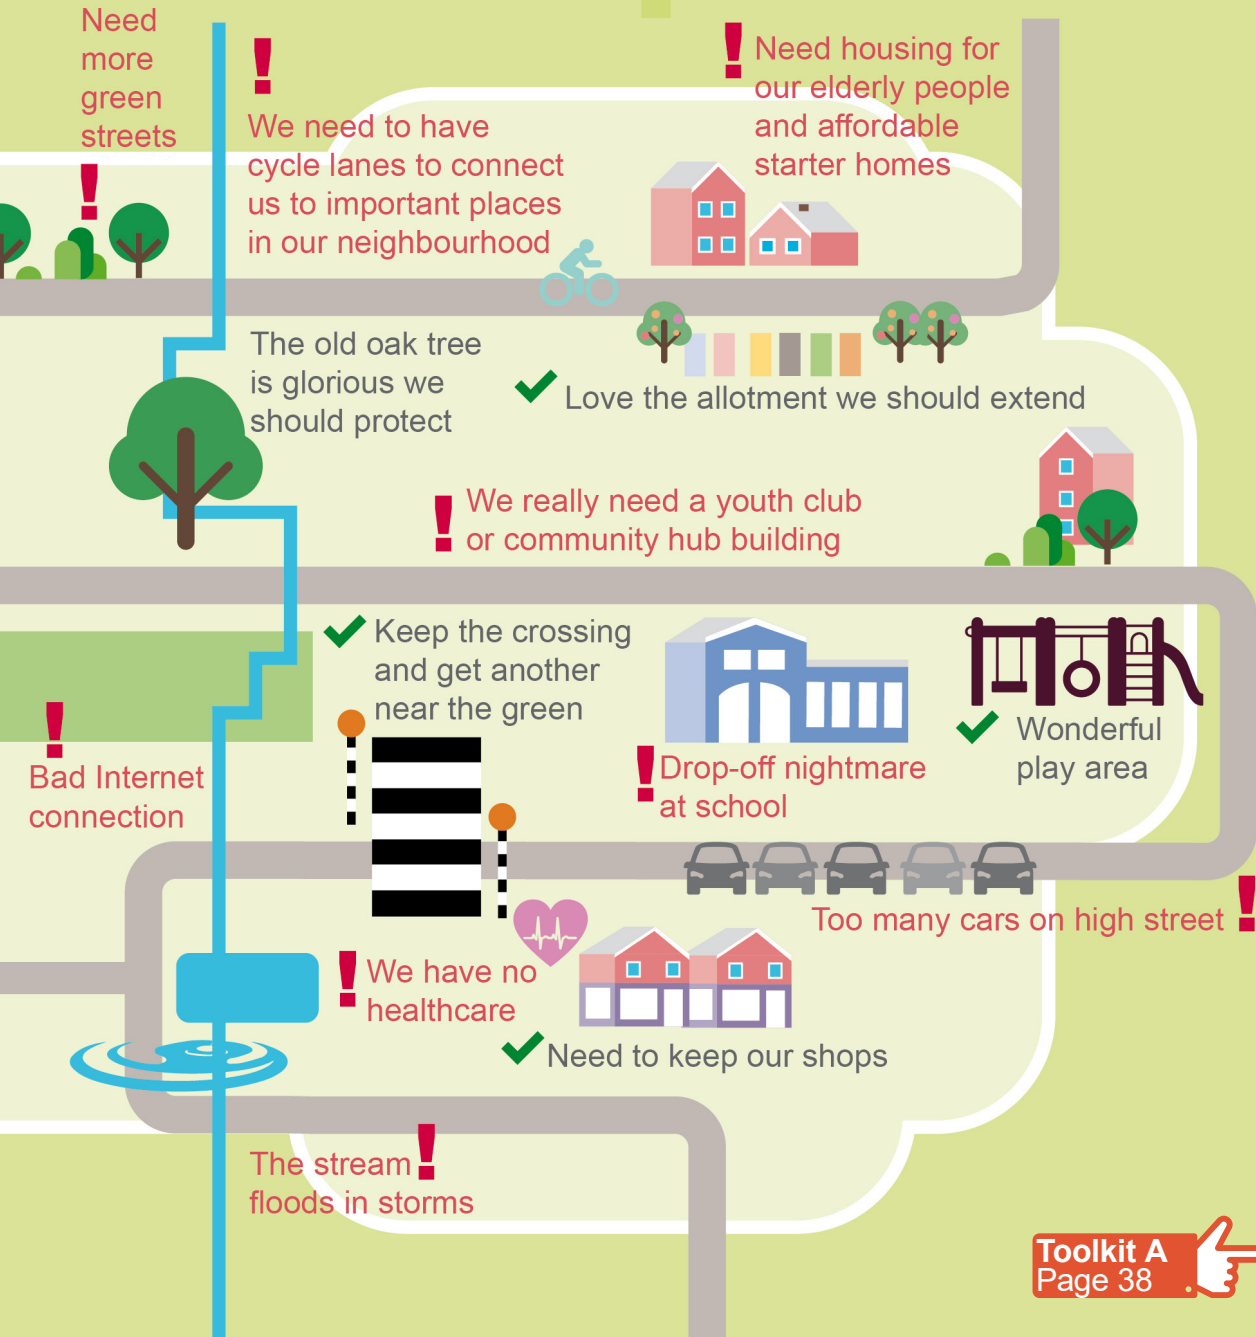 Need
more
green
streets
We need to have
cycle lanes to connect
us to important places
in our neighbourhood
Need housing for
our elderly people
and affordable
starter homes
The old oak tree
is glorious we
should protect
Love the allotment we should extend
We really need a youth club
or community hub building
Keep the crossing
and get another
near the green
Wonderful
play area
Bad Internet
connection
Drop-off nightmare
at school
Too many cars on high street
We have no
healthcare
Need to keep our shops
The stream
floods in storms
Toolkit A
Page 38